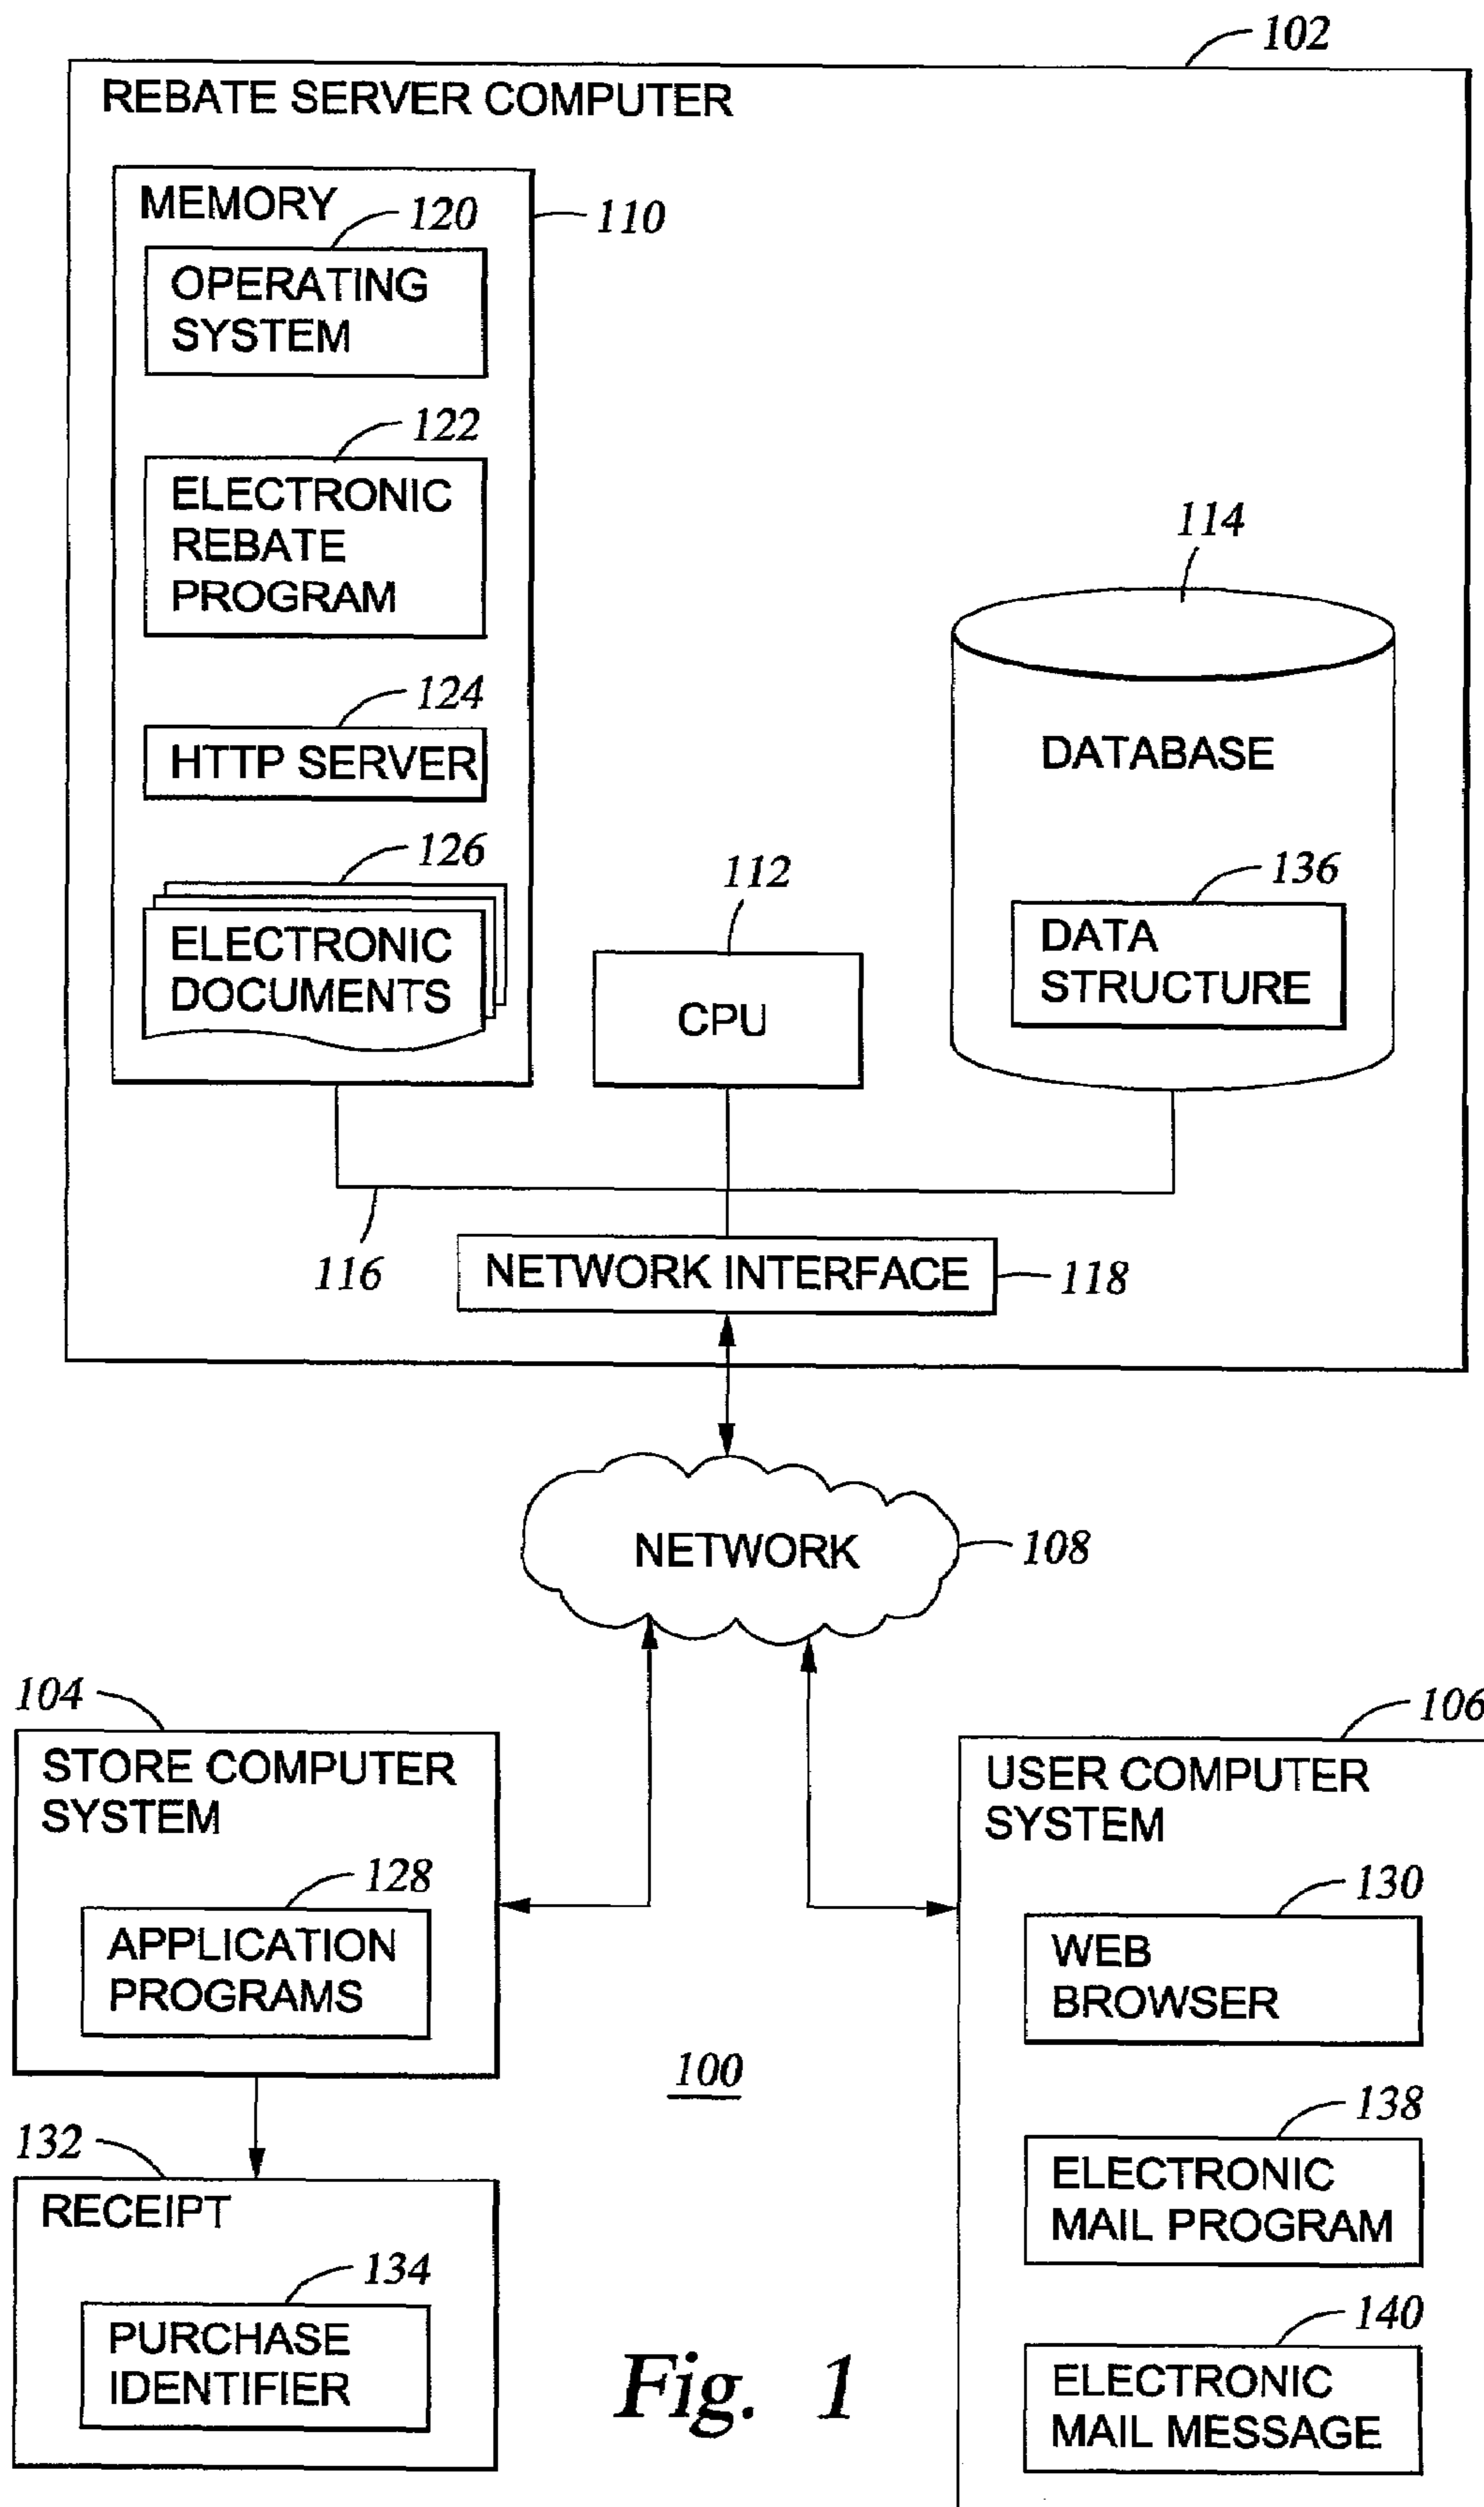 102
REBATE SERVER COMPUTER
MEMORY
110
120
OPERATING
SYSTEM
122
ELECTRONIC
REBATE
PROGRAM
124
HTTP SERVER
126
ELECTRONIC
DOCUMENTS
112
CPU
114
DATABASE
136
DATA
STRUCTURE
116
NETWORK INTERFACE
118
NETWORK
108
104
STORE COMPUTER
SYSTEM
128
APPLICATION
PROGRAMS
132
RECEIPT
134
PURCHASE
IDENTIFIER
100
106
USER COMPUTER
SYSTEM
130
WEB
BROWSER
138
ELECTRONIC
MAIL PROGRAM
140
ELECTRONIC
MAIL MESSAGE
Fig. 1